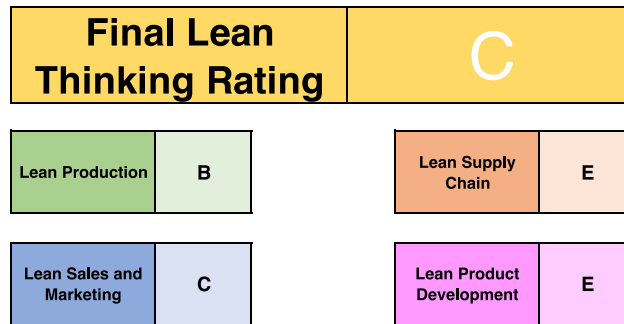 Final Lean
Thinking Rating
C
Lean Production
B
Lean Supply
Chain
E
Lean Sales and
Marketing
C
Lean Product
Development
E